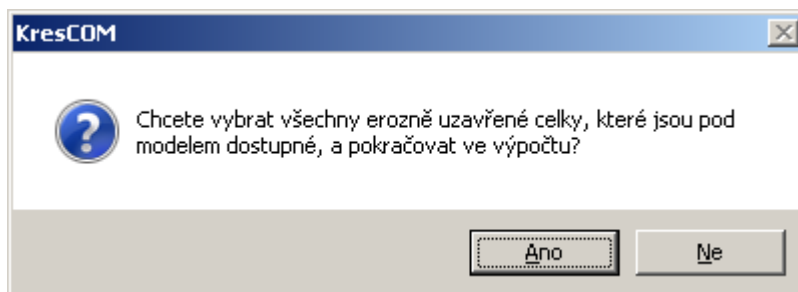 KresCOM
Chcete vybrat všechny erozně uzavřené celky, které jsou pod
modelem dostupné, a pokračovat ve výpočtu?
Ano
Ne